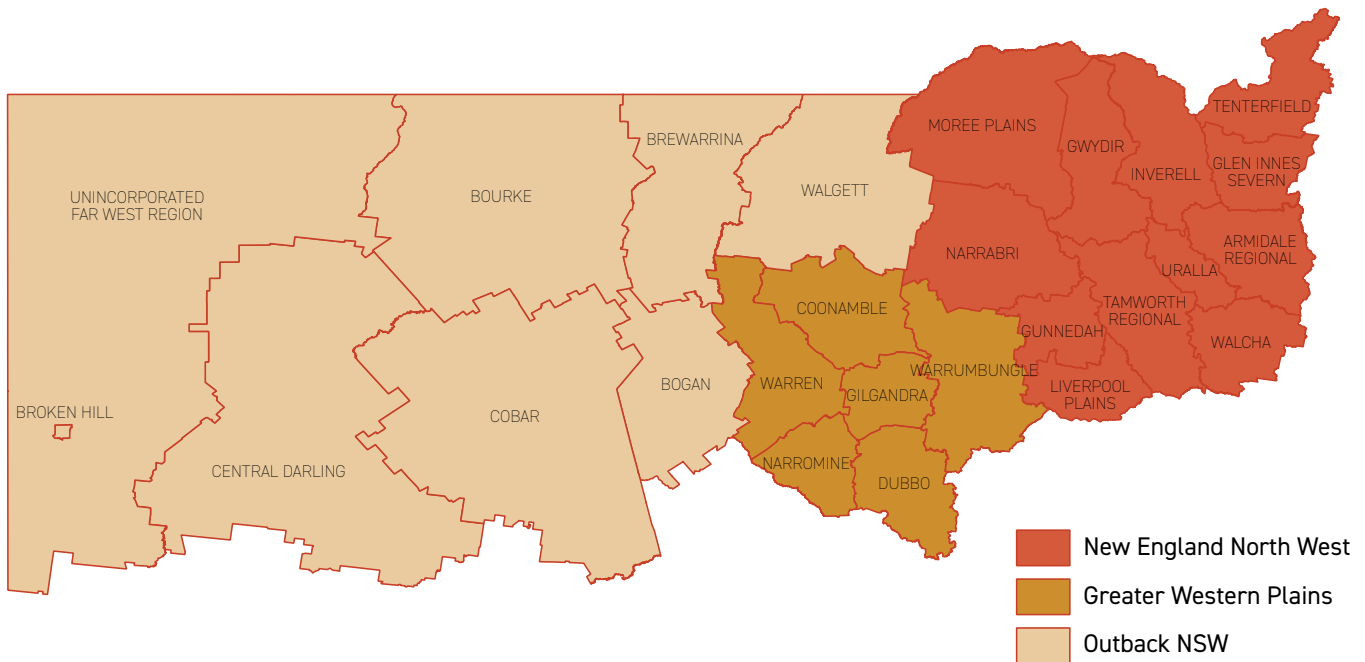 TENTERFIELD
MOREE PLAINS
BREWARRINA
GWYDIR
GLEN INNES
SEVERN
INVERELL
WALGETT
UNINCORPORATED
FAR WEST REGION
BOURKE
ARMIDALE
REGIONAL
NARRABRI
URALLA
COONAMBLE
TAMWORTH
REGIONAL
GUNNEDAH
WALCHA
WARRUMBUNGLE
BOGAN
WARREN
LIVERPOOL
PLAINS
GILGANDRA
BROKEN HILL
COBAR
NARROMINE
CENTRAL DARLING
DUBBO
New England North West
Greater Western Plains
Outback NSW